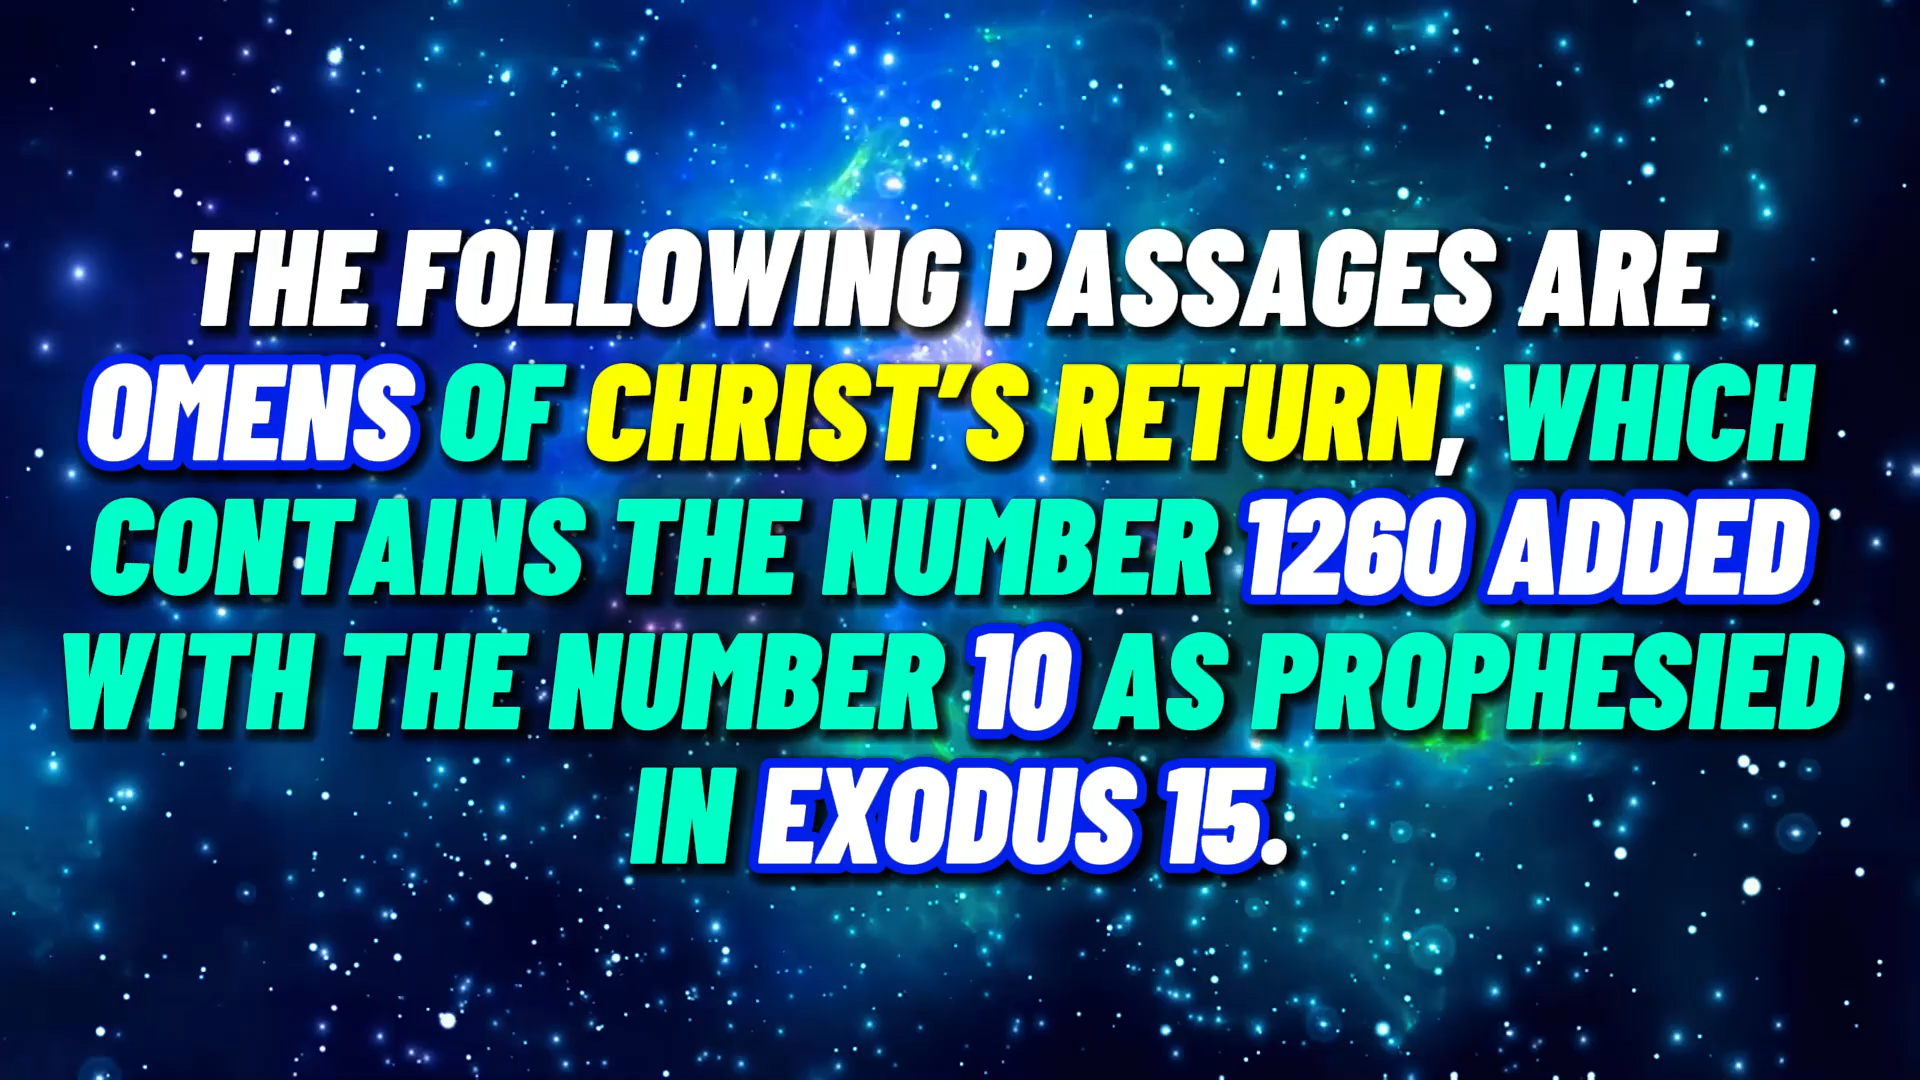 THE FOLLOWING PASSAGES ARE
OMENS OF CHRIST'S RETURN, WHICH
CONTAINS THE NUMBER 1260 ADDED
WITH THE NUMBER 10 AS PROPHESIED
IN EXODUS 15.